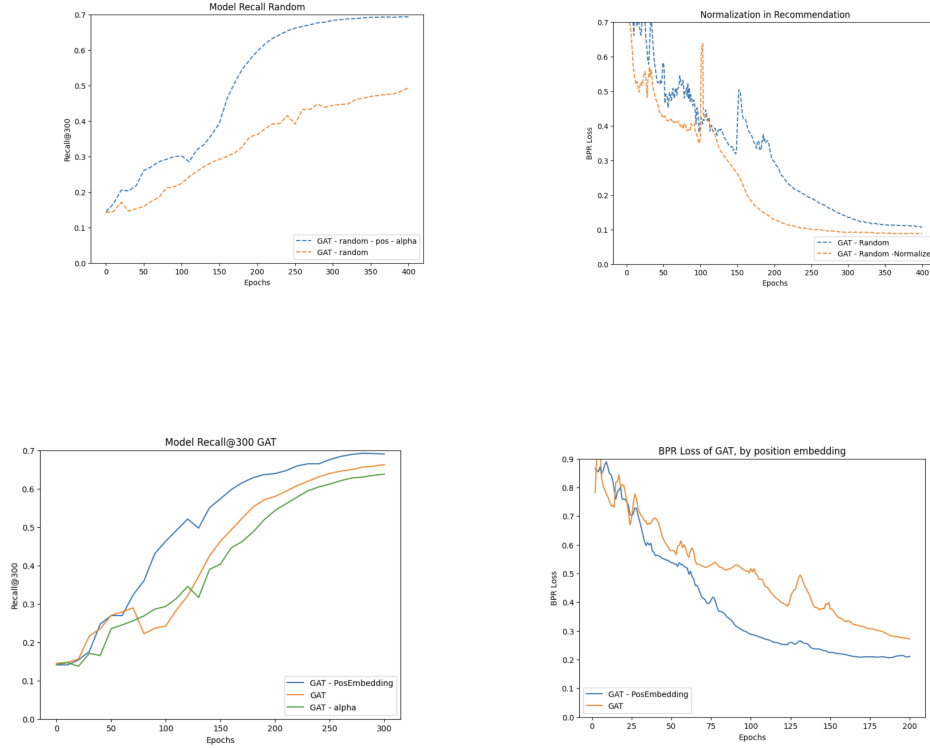 Model Recall Random
0.7
0.6
0.5
0.4
0.3
0.2
0.1
0.0
Recall@300
GAT - random - pos - alpha
GAT - random
0 50 100 150 200 250 300 350 400
Epochs
Normalization in Recommendation
0.7
0.6
0.5
0.4
0.3
0.2
0.1
0.0
BPR Loss
GAT - Random
GAT - Random -Normalize
0 50 100 150 200 250 300 350 400
Epochs
Model Recall@300 GAT
0.7
0.6
0.5
0.4
0.3
0.2
0.1
0.0
Recall@300
GAT - PosEmbedding
GAT
GAT - alpha
0 50 100 150 200 250 300
Epochs
BPR Loss of GAT, by position embedding
0.9
0.8
0.7
0.6
0.5
0.4
0.3
0.2
0.1
0.0
BPR Loss
GAT - PosEmbedding
GAT
0 25 50 75 100 125 150 175 200
Epochs